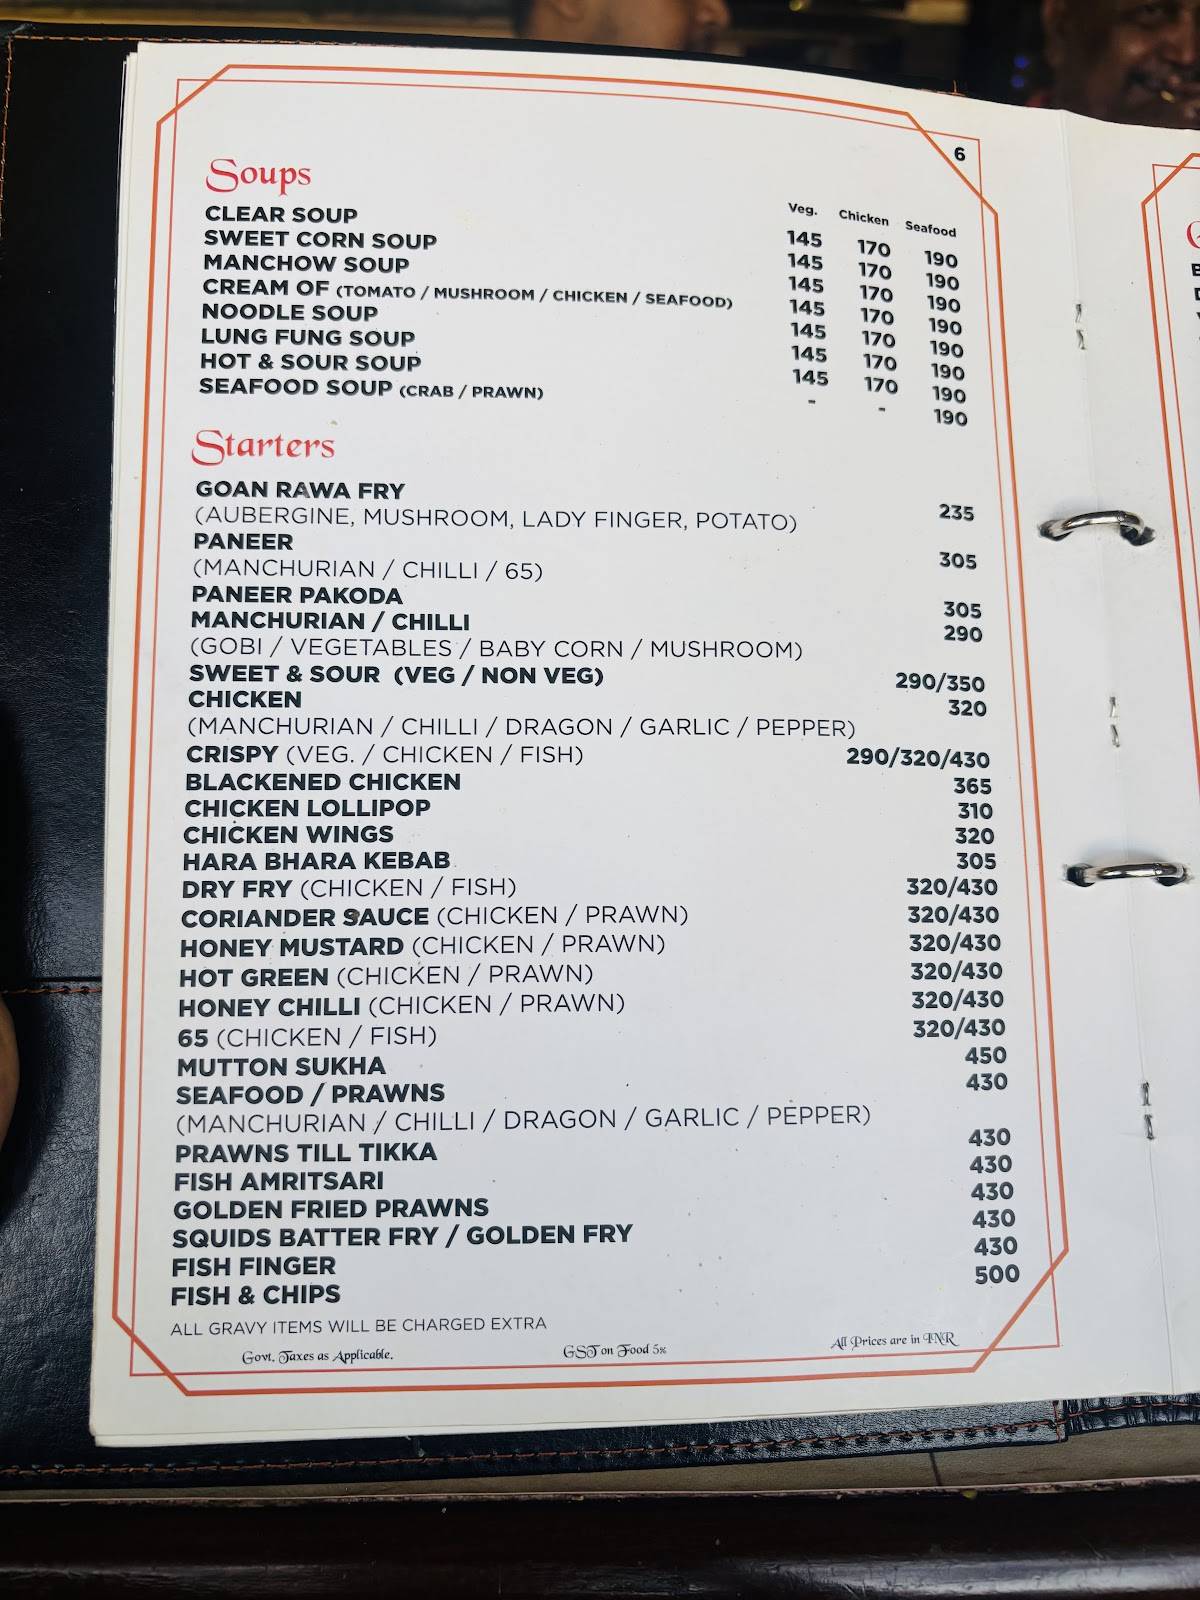 6
Soups
Veg. Chicken Seafood
CLEAR SOUP 145 170 190
SWEET CORN SOUP 145 170 190
MANCHOW SOUP 145 170 190
CREAM OF (TOMATO / MUSHROOM / CHICKEN / SEAFOOD) 145 170 190
NOODLE SOUP 145 170 190
LUNG FUNG SOUP 145 170 190
HOT & SOUR SOUP 145 170 190
SEAFOOD SOUP (CRAB / PRAWN) - - 190
Starters
GOAN RAWA FRY 235
(AUBERGINE, MUSHROOM, LADY FINGER, POTATO)
PANEER 305
(MANCHURIAN / CHILLI / 65)
PANEER PAKODA 305
MANCHURIAN / CHILLI 290
(GOBI / VEGETABLES / BABY CORN / MUSHROOM)
SWEET & SOUR (VEG / NON VEG) 290/350
CHICKEN 320
(MANCHURIAN / CHILLI / DRAGON / GARLIC / PEPPER)
CRISPY (VEG. / CHICKEN / FISH) 290/320/430
BLACKENED CHICKEN 365
CHICKEN LOLLIPOP 310
CHICKEN WINGS 320
HARA BHARA KEBAB 305
DRY FRY (CHICKEN / FISH) 320/430
CORIANDER SAUCE (CHICKEN / PRAWN) 320/430
HONEY MUSTARD (CHICKEN / PRAWN) 320/430
HOT GREEN (CHICKEN / PRAWN) 320/430
HONEY CHILLI (CHICKEN / PRAWN) 320/430
65 (CHICKEN / FISH) 320/430
MUTTON SUKHA 450
SEAFOOD / PRAWNS 430
(MANCHURIAN / CHILLI / DRAGON / GARLIC / PEPPER)
PRAWNS TILL TIKKA 430
FISH AMRITSARI 430
GOLDEN FRIED PRAWNS 430
SQUIDS BATTER FRY / GOLDEN FRY 430
FISH FINGER 430
FISH & CHIPS 500
ALL GRAVY ITEMS WILL BE CHARGED EXTRA
Govt. Taxes as Applicable. GST on Food 5% All Prices are in INR